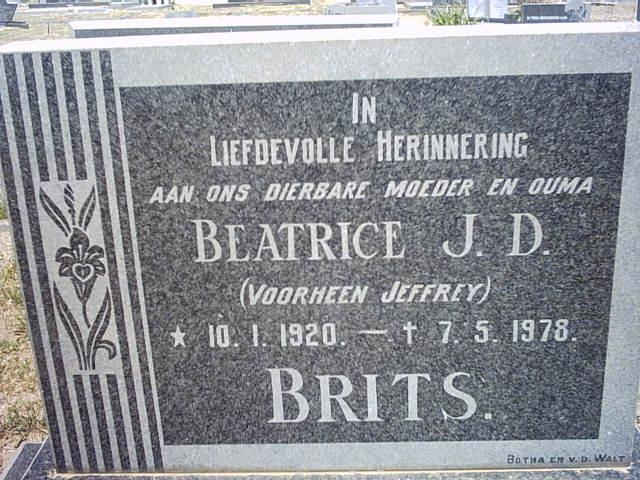 IN
LIEFDEVOLLE HERINNERING
AAN ONS DIERBARE MOEDER EN OUMA
BEATRICE J. D.
(VOORHEEN JEFFREY)
★ 10. 1. 1920. — † 7. 5. 1978.
BRITS.
BOTHA EN V. D. WALT